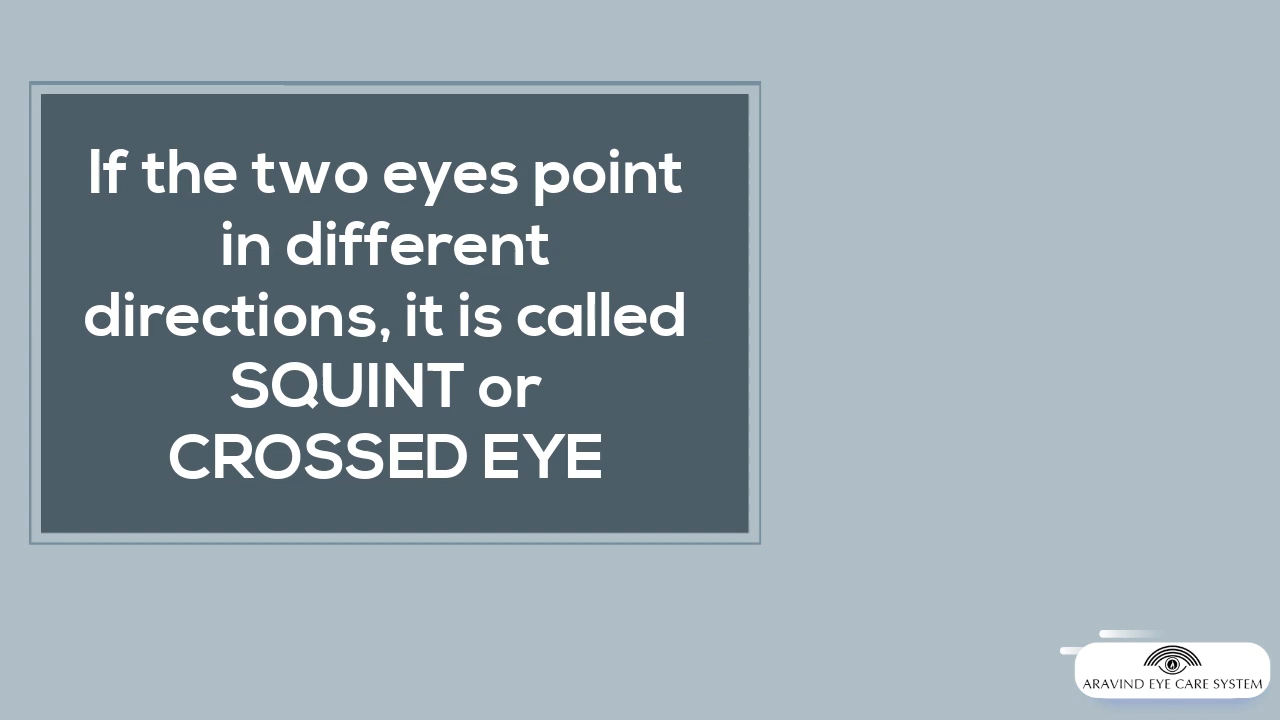 If the two eyes point
in different
directions, it is called
SQUINT or
CROSSED EYE
ARAVIND EYE CARE SYSTEM